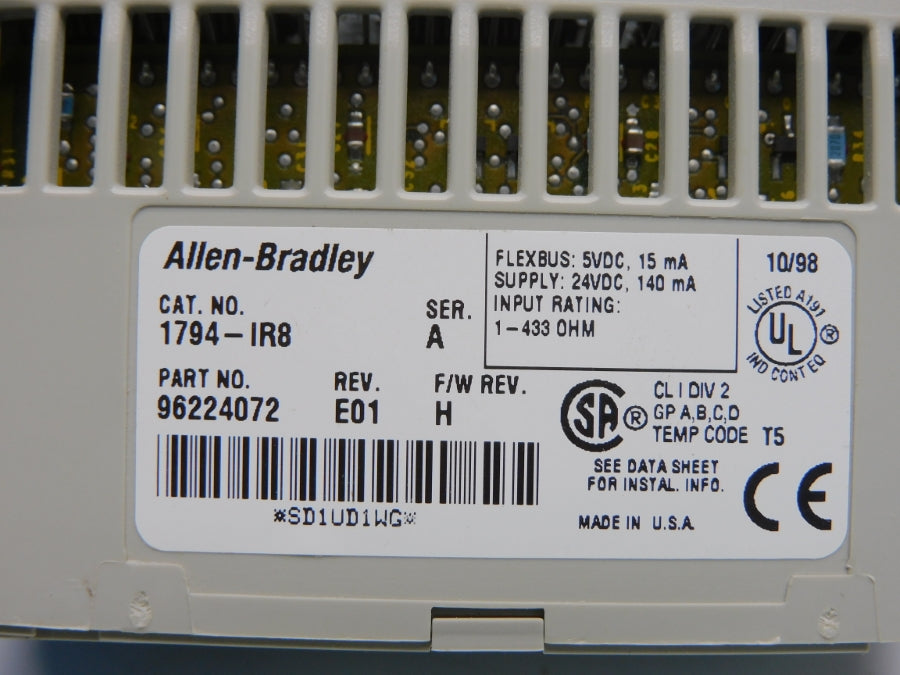 Allen-Bradley
CAT. NO.
1794-IR8
SER.
A
FLEXBUS: 5VDC, 15 mA
SUPPLY: 24VDC, 140 mA
INPUT RATING:
1-433 OHM
10/98
LISTED A191
UL ®
IND CONT EQ
PART NO.
96224072
REV.
E01
F/W REV.
H
SA ®
CL I DIV 2
GP A,B,C,D
TEMP CODE T5
*SD1UD1WG*
SEE DATA SHEET
FOR INSTAL. INFO.
MADE IN U.S.A.
CE
C28